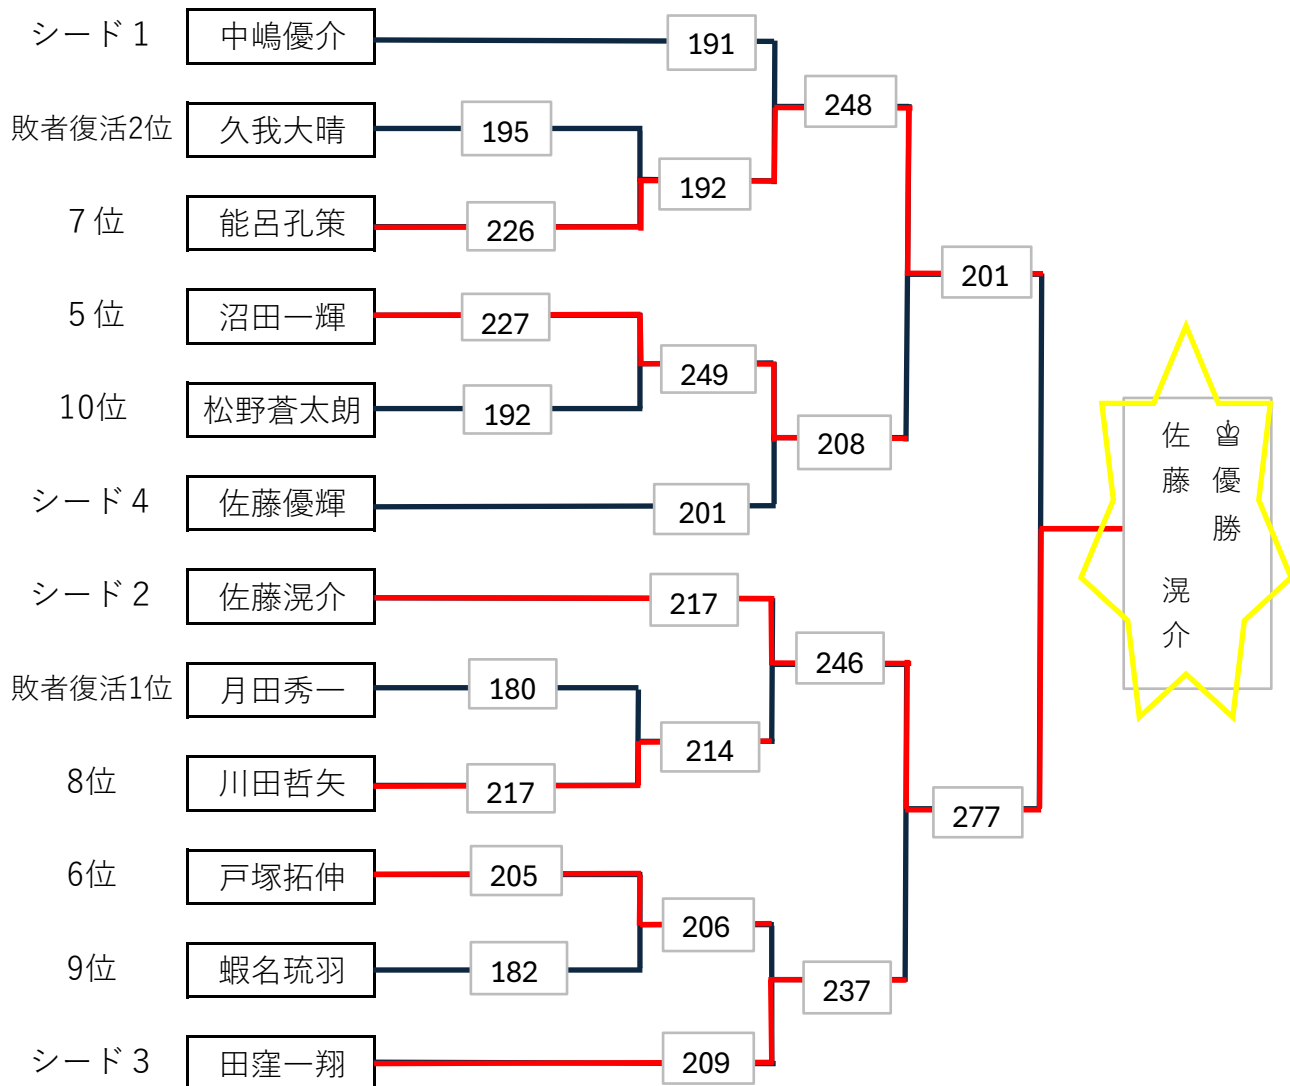 シード１ 中嶋優介 191
248
敗者復活2位 久我大晴 195
192
７位 能呂孔策 226
201
５位 沼田一輝 227
249
10位 松野蒼太朗 192
208
シード４ 佐藤優輝 201
♔優勝
佐藤　滉介
シード２ 佐藤滉介 217
246
敗者復活1位 月田秀一 180
214
8位 川田哲矢 217
277
6位 戸塚拓伸 205
206
9位 蝦名琉羽 182
237
シード３ 田窪一翔 209